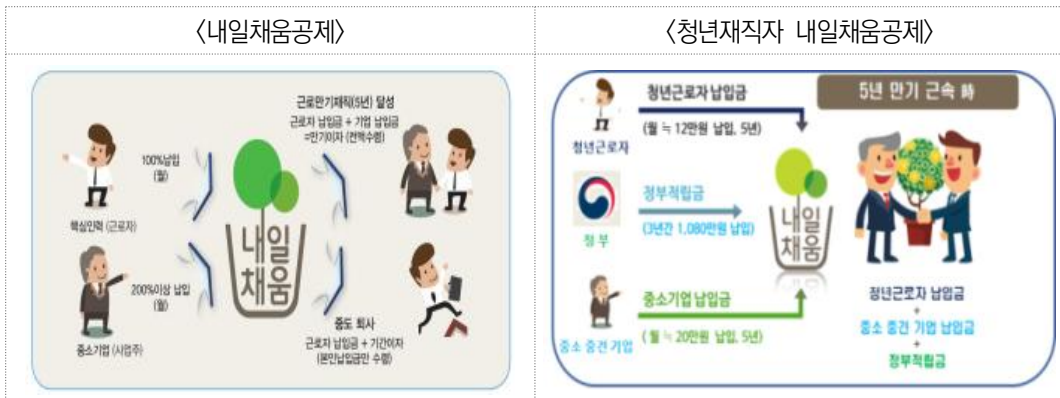 〈내일채움공제〉
근로만기재직(5년) 달성
근로자 납입금 + 기업 납입금
=만기이자 (전액수령)
100%납입
(월)
핵심인력 (근로자)
내일
채움
200%이상 납입
(월)
중소기업 (사업주)
중도 퇴사
근로자 납입금 + 기간이자
(본인납입금만 수령)
〈청년재직자 내일채움공제〉
청년근로자 납입금
(월 ≒ 12만원 납입, 5년)
청년근로자
정부적립금
(3년간 1,080만원 납입)
정 부
내일
채움
중소기업 납입금
( 월 ≒ 20만원 납입, 5년)
중소 중견 기업
5년 만기 근속 時
청년근로자 납입금
+
중소 중견 기업 납입금
+
정부적립금